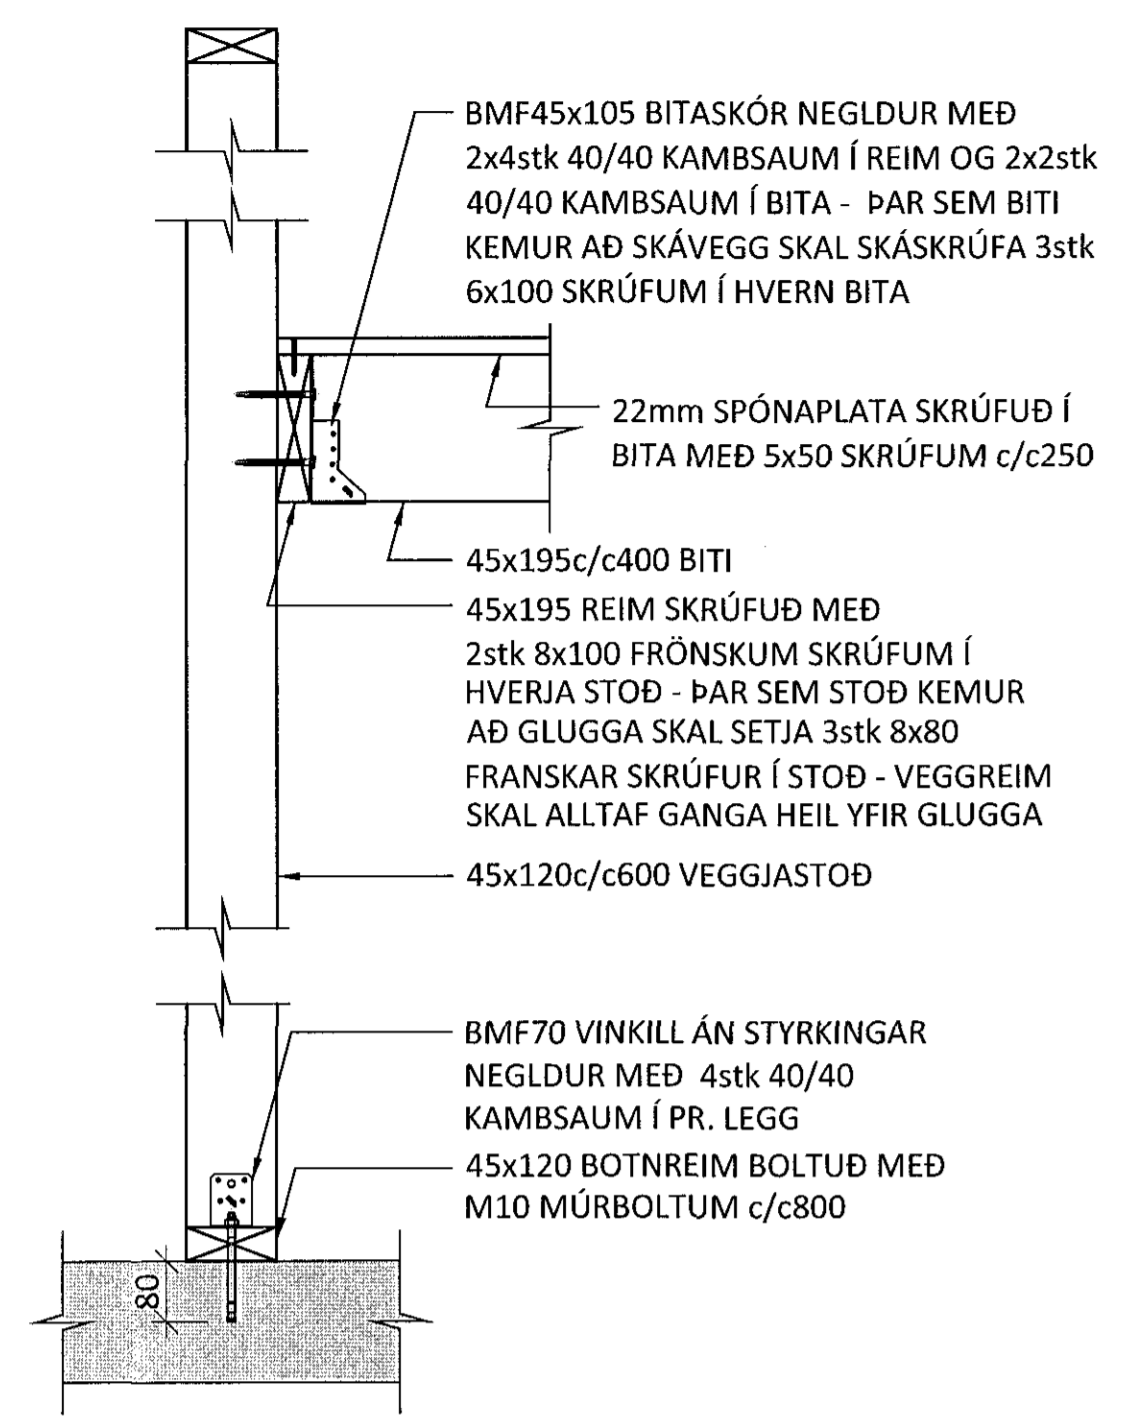 BMF45x105 BITASKÓR NEGLDUR MEÐ
2x4stk 40/40 KAMBSAUM Í REIM OG 2x2stk
40/40 KAMBSAUM Í BITA - ÞAR SEM BITI
KEMUR AÐ SKÁVEGG SKAL SKÁSKRÚFA 3stk
6x100 SKRÚFUM Í HVERN BITA
22mm SPÓNAPLATA SKRÚFUÐ Í
BITA MEÐ 5x50 SKRÚFUM c/c250
45x195c/c400 BITI
45x195 REIM SKRÚFUÐ MEÐ
2stk 8x100 FRÖNSKUM SKRÚFUM Í
HVERJA STOÐ - ÞAR SEM STOÐ KEMUR
AÐ GLUGGA SKAL SETJA 3stk 8x80
FRANSKAR SKRÚFUR Í STOÐ - VEGGREIM
SKAL ALLTAF GANGA HEIL YFIR GLUGGA
45x120c/c600 VEGGJASTOÐ
BMF70 VINKILL ÁN STYRKINGAR
NEGLDUR MEÐ 4stk 40/40
KAMBSAUM Í PR. LEGG
45x120 BOTNREIM BOLTUÐ MEÐ
M10 MÚRBOLTUM c/c800
80